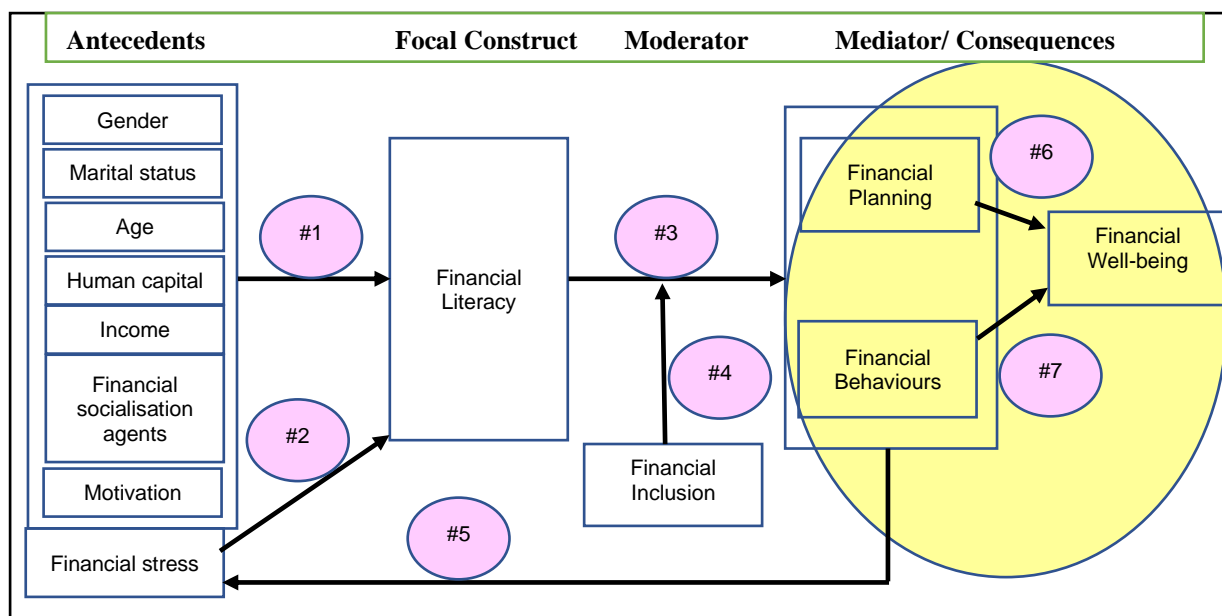 Antecedents
Focal Construct
Moderator
Mediator/ Consequences
Gender
Marital status
Age
Human capital
Income
Financial
socialisation
agents
Motivation
Financial stress
#1
#2
Financial
Literacy
#3
#4
Financial
Inclusion
#5
Financial
Planning
Financial
Behaviours
#6
#7
Financial
Well-being